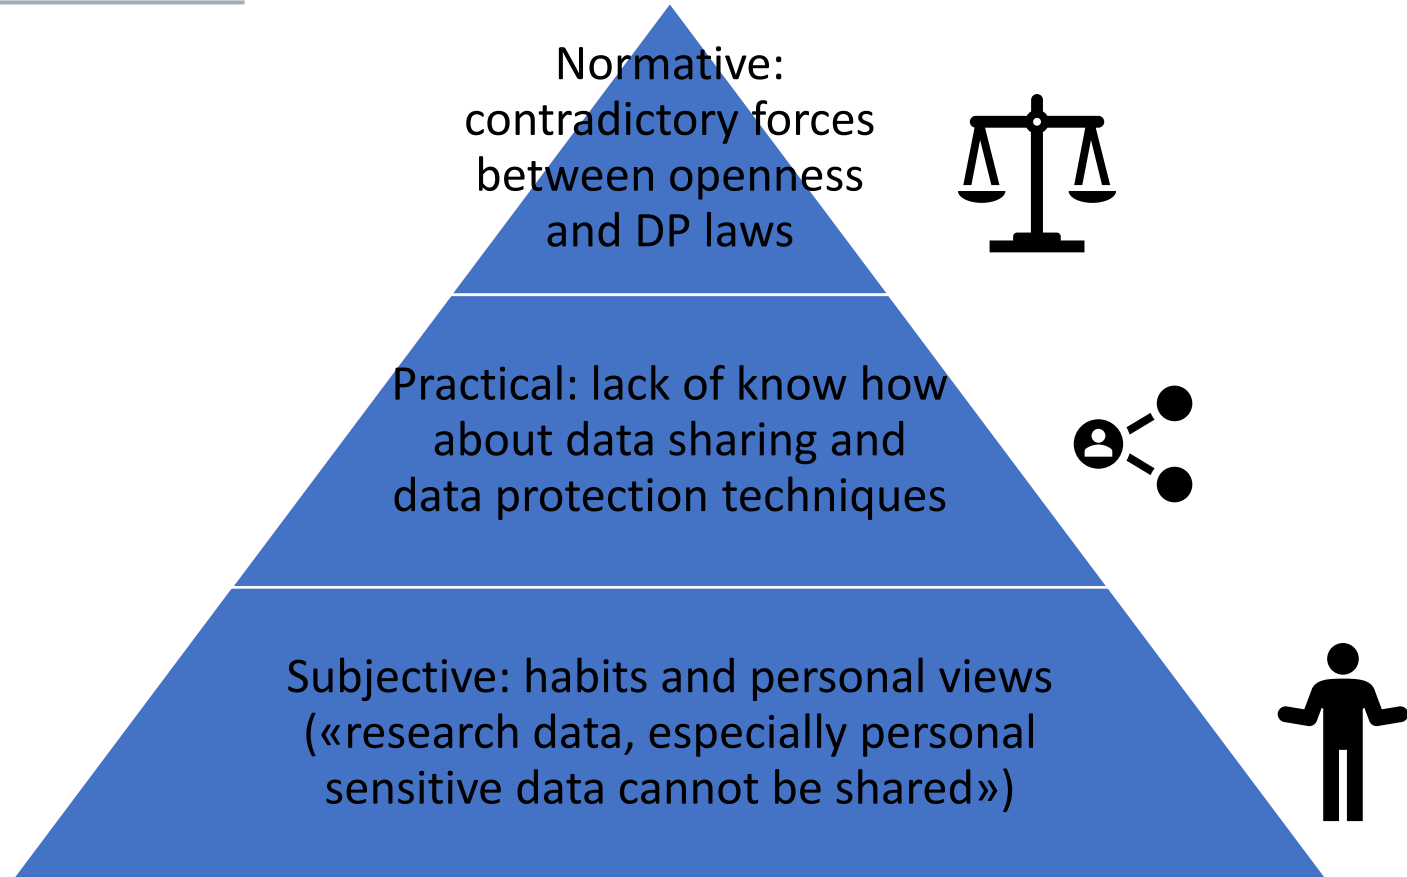 Normative:
contradictory forces
between openness
and DP laws
Practical: lack of know how
about data sharing and
data protection techniques
Subjective: habits and personal views
(«research data, especially personal
sensitive data cannot be shared»)